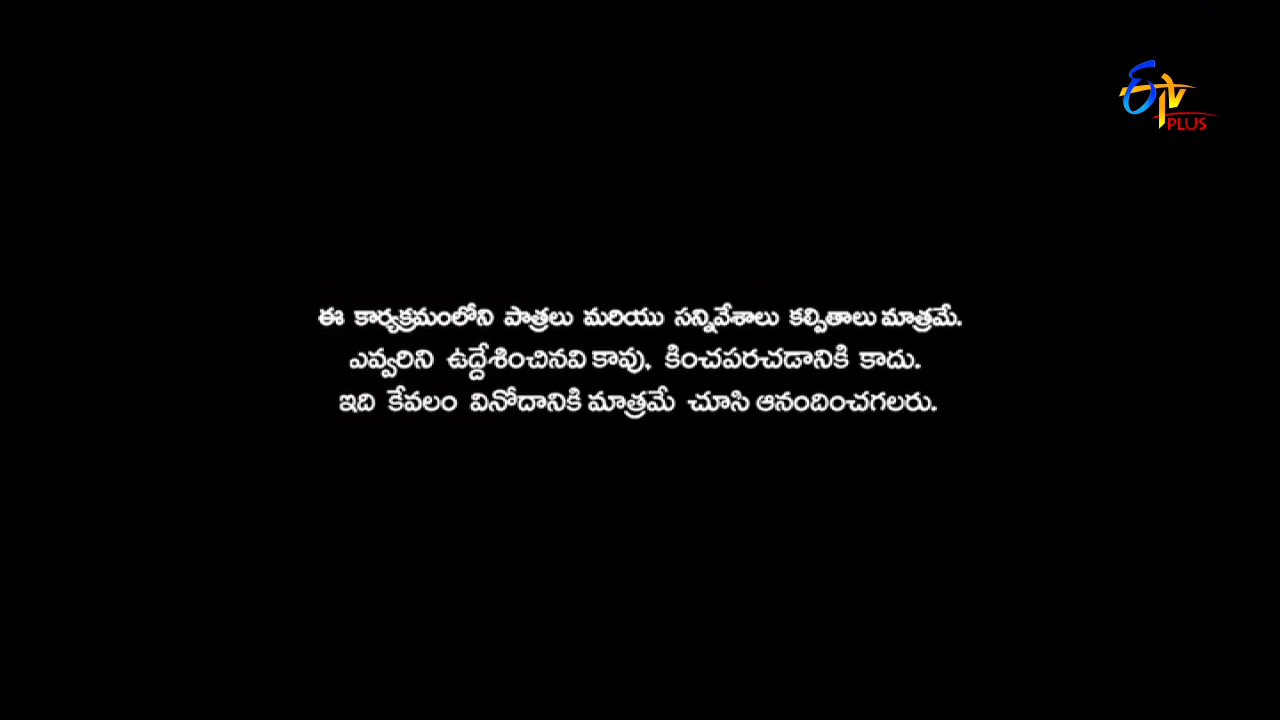 ETV
PLUS
ఈ కార్యక్రమంలోని పాత్రలు మరియు సన్నివేశాలు కల్పితాలు మాత్రమే.
ఎవ్వరిని ఉద్దేశించినవి కావు. కించపరచడానికి కాదు.
ఇది కేవలం వినోదానికి మాత్రమే చూసి ఆనందించగలరు.